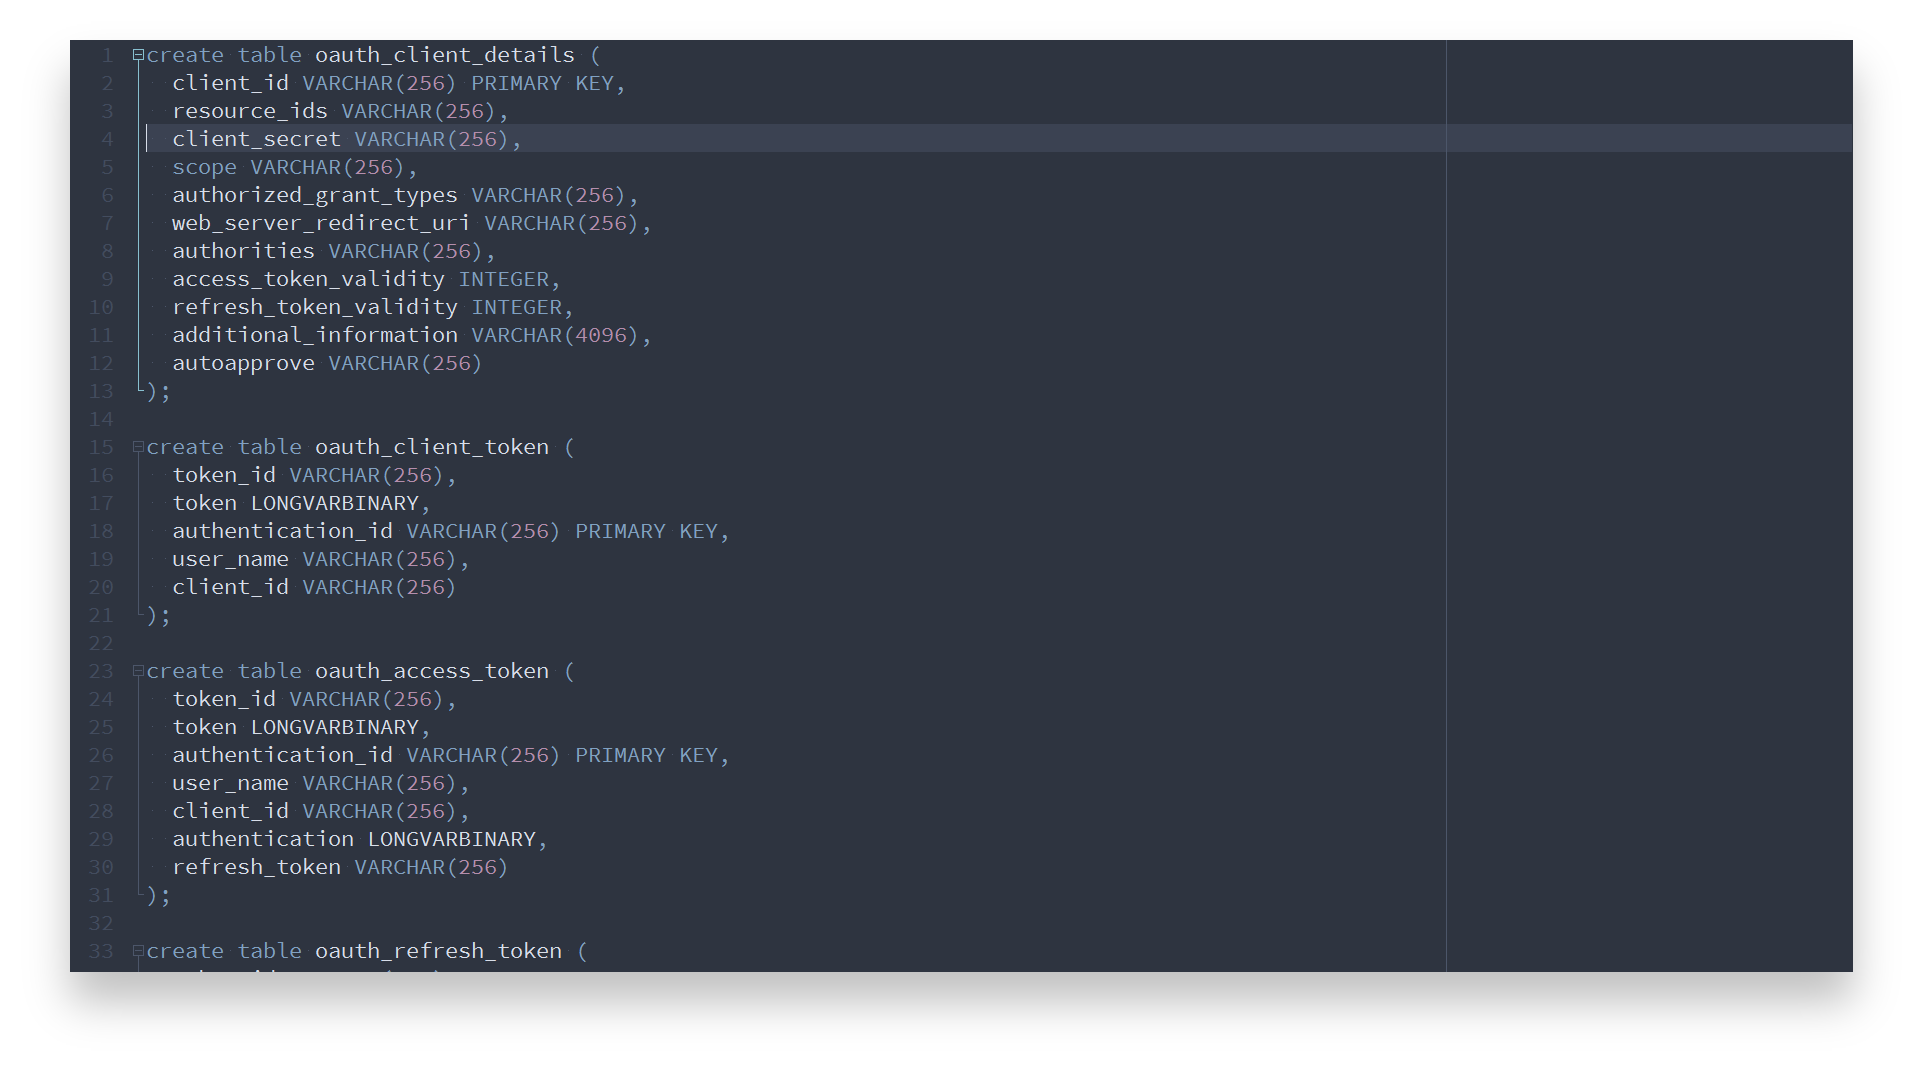 1 create table oauth_client_details (
2 client_id VARCHAR(256) PRIMARY KEY,
3 resource_ids VARCHAR(256),
4 client_secret VARCHAR(256),
5 scope VARCHAR(256),
6 authorized_grant_types VARCHAR(256),
7 web_server_redirect_uri VARCHAR(256),
8 authorities VARCHAR(256),
9 access_token_validity INTEGER,
10 refresh_token_validity INTEGER,
11 additional_information VARCHAR(4096),
12 autoapprove VARCHAR(256)
13 );
14
15 create table oauth_client_token (
16 token_id VARCHAR(256),
17 token LONGVARBINARY,
18 authentication_id VARCHAR(256) PRIMARY KEY,
19 user_name VARCHAR(256),
20 client_id VARCHAR(256)
21 );
22
23 create table oauth_access_token (
24 token_id VARCHAR(256),
25 token LONGVARBINARY,
26 authentication_id VARCHAR(256) PRIMARY KEY,
27 user_name VARCHAR(256),
28 client_id VARCHAR(256),
29 authentication LONGVARBINARY,
30 refresh_token VARCHAR(256)
31 );
32
33 create table oauth_refresh_token (